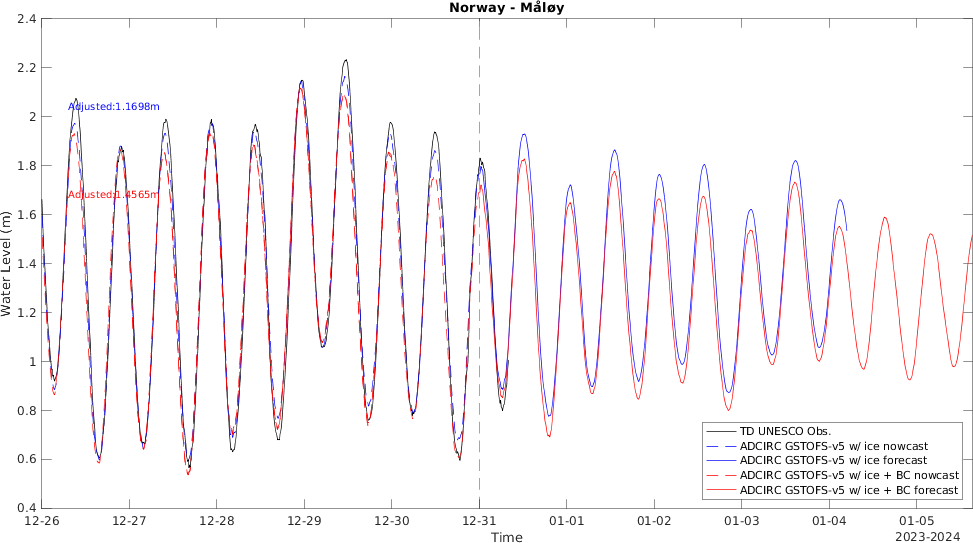 Norway - Måløy
2.4
2.2
2
1.8
1.6
1.4
1.2
1
0.8
0.6
0.4
Water Level (m)
Adjusted:1.1698m
Adjusted:1.4565m
TD UNESCO Obs.
ADCIRC GSTOFS-v5 w/ ice nowcast
ADCIRC GSTOFS-v5 w/ ice forecast
ADCIRC GSTOFS-v5 w/ ice + BC nowcast
ADCIRC GSTOFS-v5 w/ ice + BC forecast
12-26 12-27 12-28 12-29 12-30 12-31 01-01 01-02 01-03 01-04 01-05
Time
2023-2024